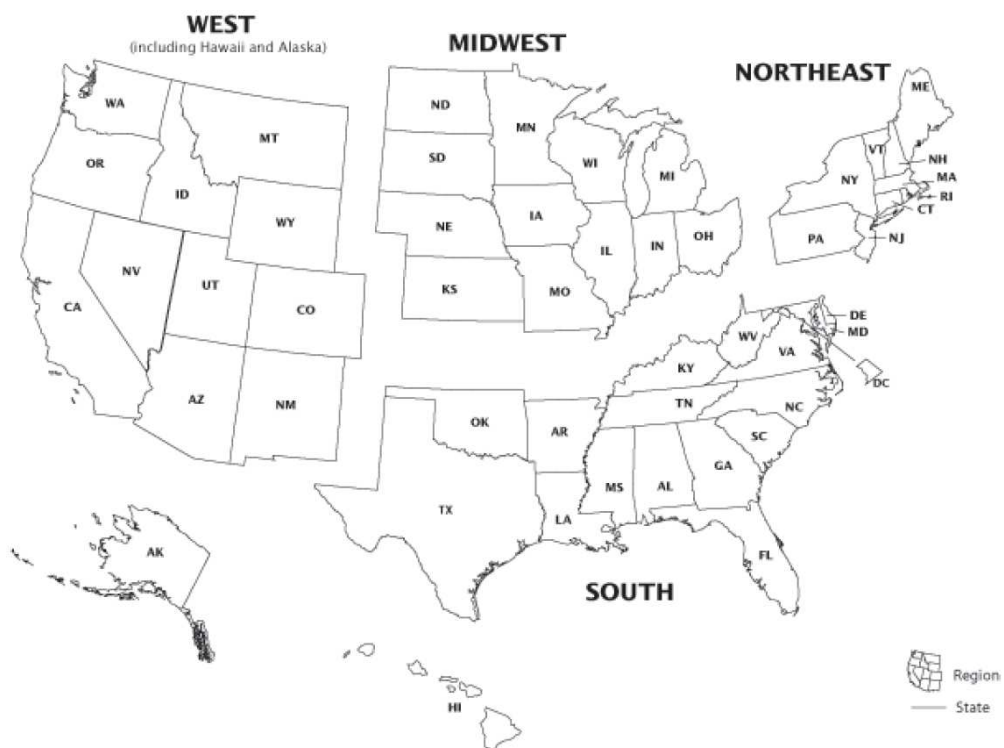 WEST
(including Hawaii and Alaska)
MIDWEST
NORTHEAST
WA
MT
OR
ID
WY
NV
UT
CA
CO
AZ
NM
ND
MN
SD
WI
MI
IA
NE
IL
IN
OH
KS
MO
ME
VT
NH
NY
MA
RI
CT
PA
NJ
DE
MD
WV
VA
DC
KY
TN
NC
OK
AR
SC
MS
AL
GA
TX
LA
FL
SOUTH
AK
HI
Region
State